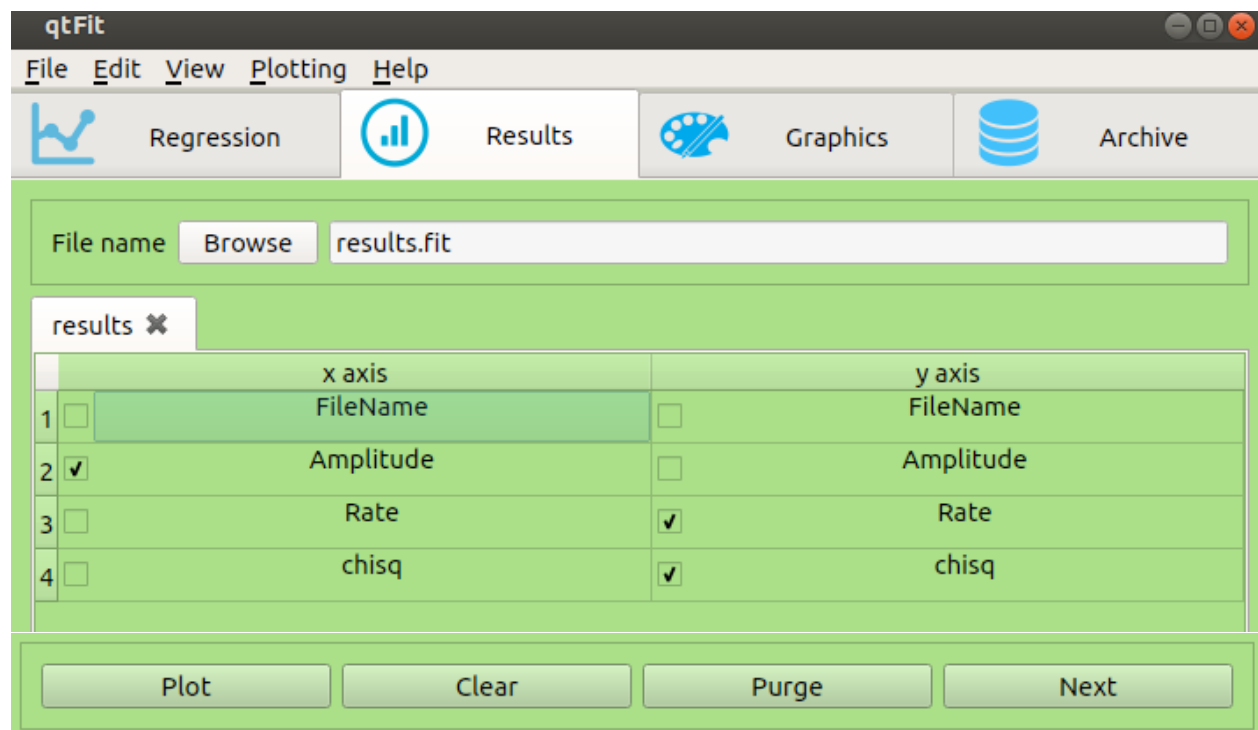 qtFit
File Edit View Plotting Help
Regression Results Graphics Archive
File name Browse results.fit
results
x axis y axis
1 FileName FileName
2 Amplitude Amplitude
3 Rate Rate
4 chisq chisq
Plot Clear Purge Next